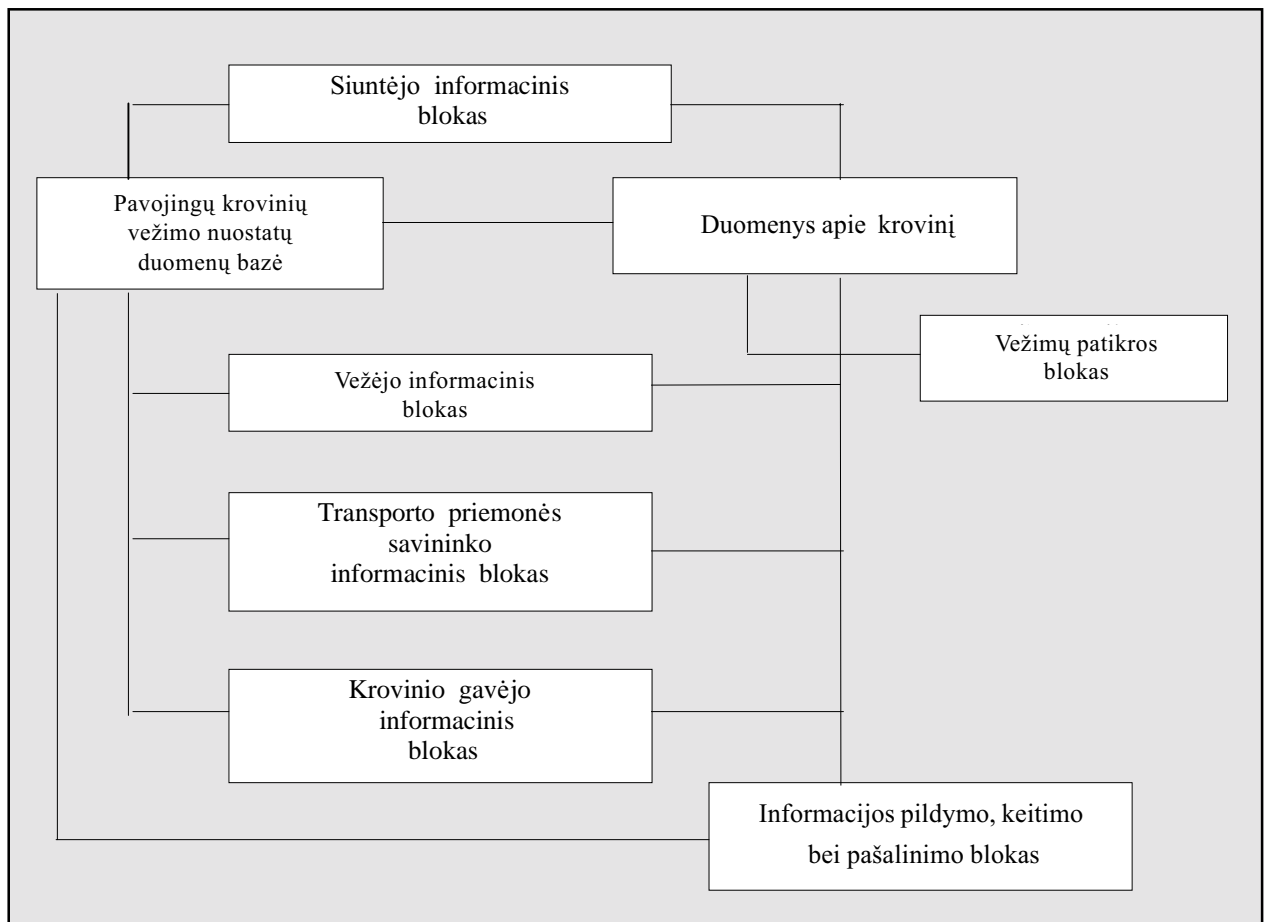 Siuntėjo informacinis
blokas
Pavojingų krovinių
vežimo nuostatų
duomenų bazė
Duomenys apie krovinį
Vežimų patikros
blokas
Vežėjo informacinis
blokas
Transporto priemonės
savininko
informacinis blokas
Krovinio gavėjo
informacinis
blokas
Informacijos pildymo, keitimo
bei pašalinimo blokas